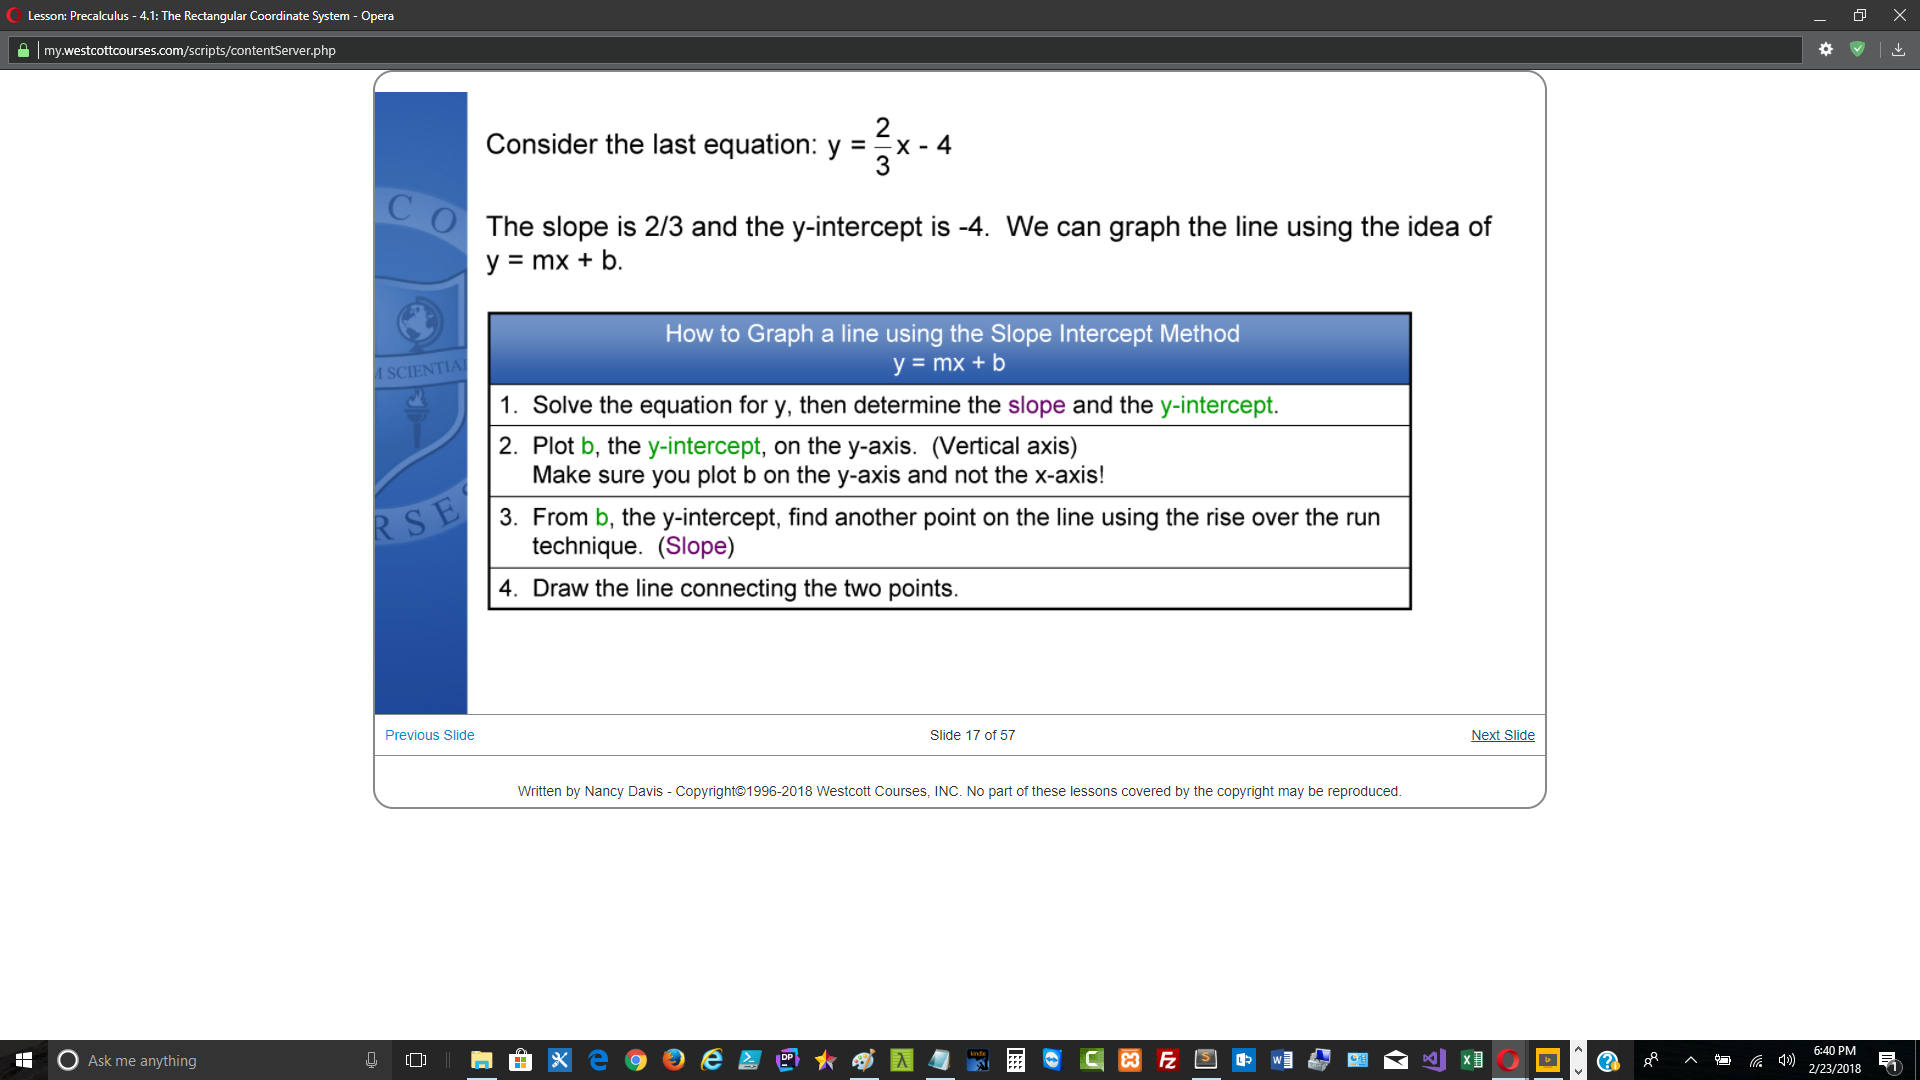 Lesson: Precalculus - 4.1: The Rectangular Coordinate System - Opera
my.westcottcourses.com/scripts/contentServer.php
Consider the last equation: y = 2/3 x - 4
The slope is 2/3 and the y-intercept is -4. We can graph the line using the idea of
y = mx + b.
How to Graph a line using the Slope Intercept Method
y = mx + b
1. Solve the equation for y, then determine the slope and the y-intercept.
2. Plot b, the y-intercept, on the y-axis. (Vertical axis)
Make sure you plot b on the y-axis and not the x-axis!
3. From b, the y-intercept, find another point on the line using the rise over the run
technique. (Slope)
4. Draw the line connecting the two points.
C O
M SCIENTIA
R S E
Previous Slide
Slide 17 of 57
Next Slide
Written by Nancy Davis - Copyright©1996-2018 Westcott Courses, INC. No part of these lessons covered by the copyright may be reproduced.
Ask me anything
DP
kindle
6:40 PM
2/23/2018
1